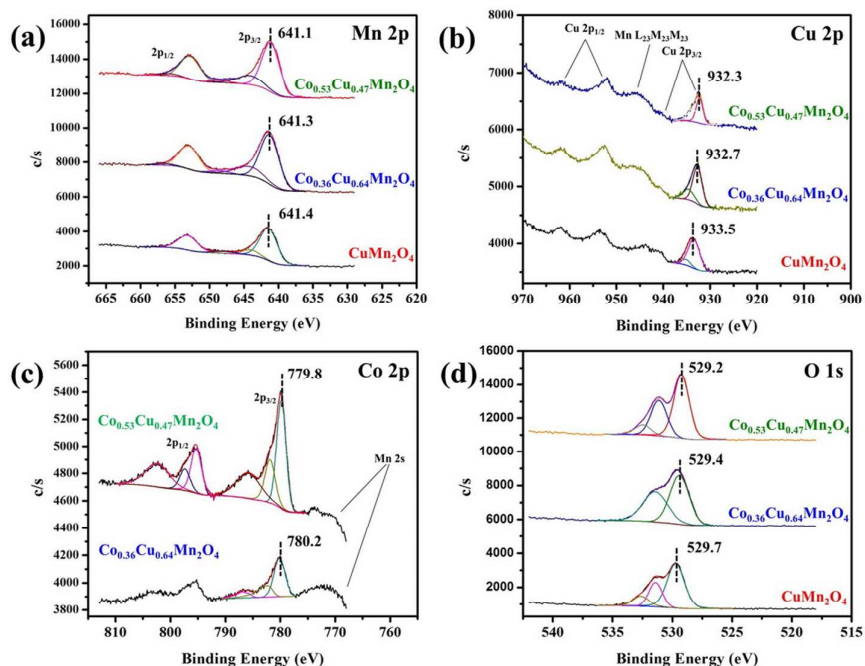 (a)
Mn 2p
2p1/2
2p3/2
641.1
Co0.53Cu0.47Mn2O4
641.3
Co0.36Cu0.64Mn2O4
641.4
CuMn2O4
16000
14000
12000
10000
8000
6000
4000
2000
c/s
665 660 655 650 645 640 635 630 625 620
Binding Energy (eV)
(b)
Cu 2p
Cu 2p1/2
Mn L23M23M23
Cu 2p3/2
932.3
Co0.53Cu0.47Mn2O4
932.7
Co0.36Cu0.64Mn2O4
933.5
CuMn2O4
8000
7000
6000
5000
4000
c/s
970 960 950 940 930 920 910 900
Binding Energy (eV)
(c)
Co 2p
779.8
2p3/2
Co0.53Cu0.47Mn2O4
2p1/2
Mn 2s
780.2
Co0.36Cu0.64Mn2O4
5600
5400
5200
5000
4800
4600
4400
4200
4000
3800
c/s
810 800 790 780 770 760
Binding Energy (eV)
(d)
O 1s
529.2
Co0.53Cu0.47Mn2O4
529.4
Co0.36Cu0.64Mn2O4
529.7
CuMn2O4
16000
14000
12000
10000
8000
6000
4000
2000
0
c/s
540 535 530 525 520 515
Binding Energy (eV)